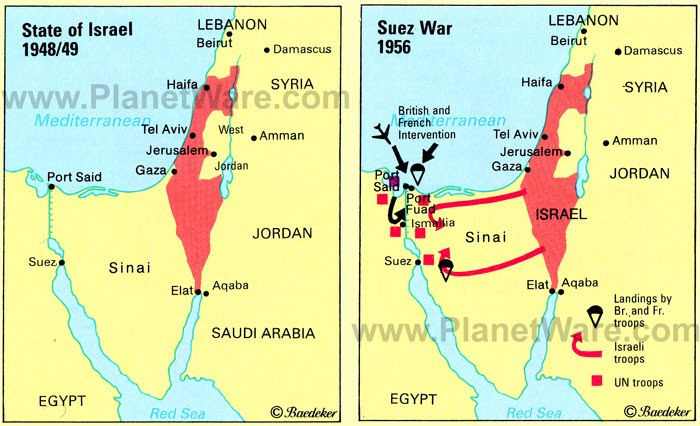 State of Israel
1948/49
LEBANON
Beirut
Damascus
SYRIA
Haifa
www.PlanetWare.com
Mediterranean
Tel Aviv
West
Amman
Jerusalem
Jordan
Gaza
Port Said
JORDAN
Sinai
Suez
Elat
Aqaba
SAUDI ARABIA
EGYPT
Red Sea
© Baedeker
Suez War
1956
LEBANON
Beirut
Damascus
SYRIA
Haifa
www.PlanetWare.com
British and
French
Intervention
Mediterranean
Tel Aviv
Amman
Jerusalem
Gaza
JORDAN
Port
Said
Port
Fuad
Ismailia
ISRAEL
Sinai
Suez
Elat
Aqaba
Landings by
Br. and Fr.
troops
www.PlanetWare.com
Israeli
troops
UN troops
EGYPT
Red Sea
© Baedeker